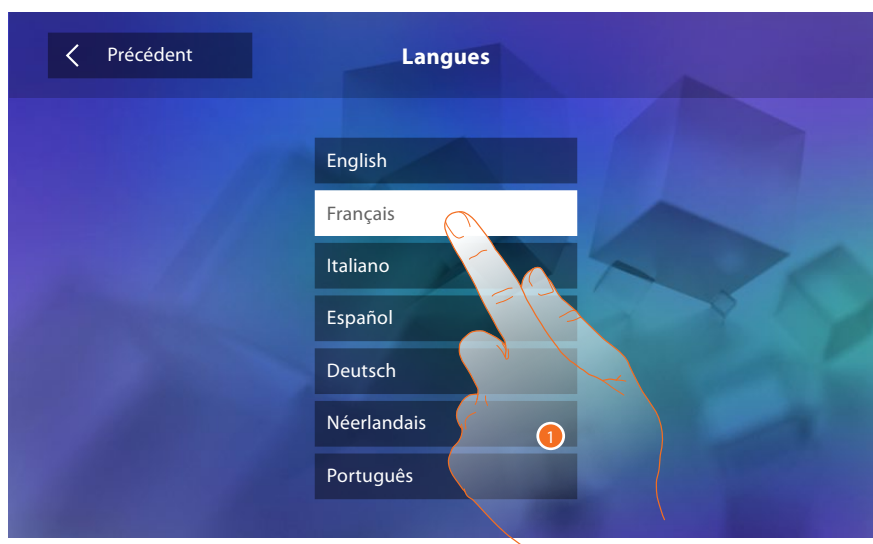 Précédent
Langues
English
Français
Italiano
Español
Deutsch
Néerlandais
1
Português